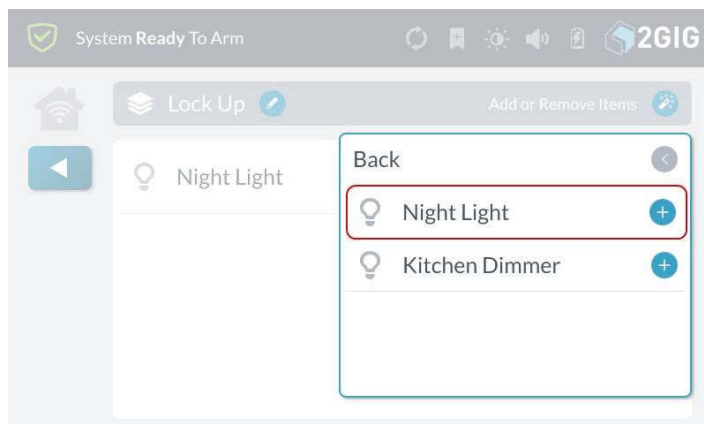 System Ready To Arm
2GIG
Lock Up
Add or Remove Items
Night Light
Back
Night Light
Kitchen Dimmer